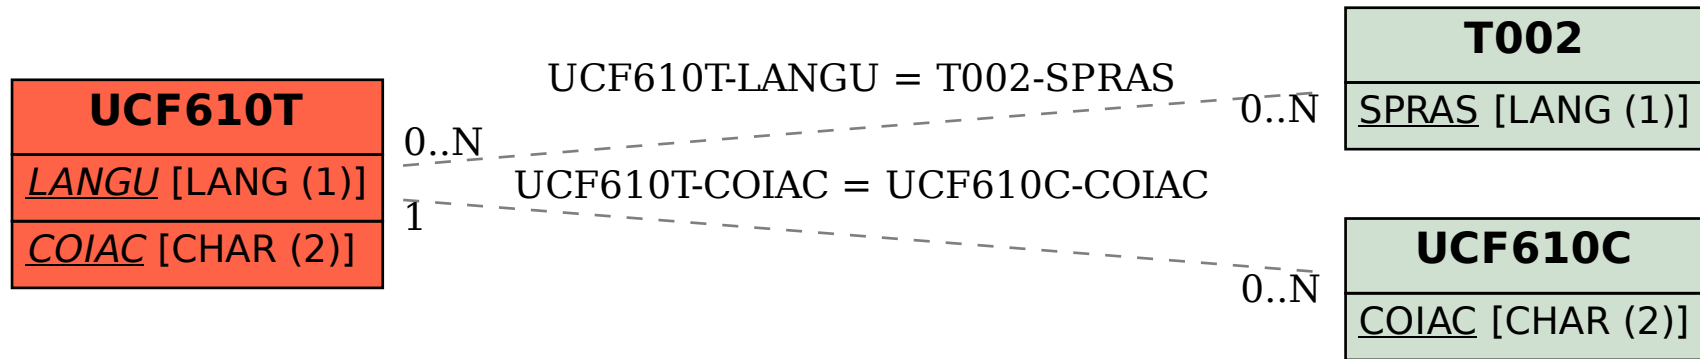 UCF610T
LANGU [LANG (1)]
COIAC [CHAR (2)]
UCF610T-LANGU = T002-SPRAS
0..N
0..N
UCF610T-COIAC = UCF610C-COIAC
1
0..N
T002
SPRAS [LANG (1)]
UCF610C
COIAC [CHAR (2)]